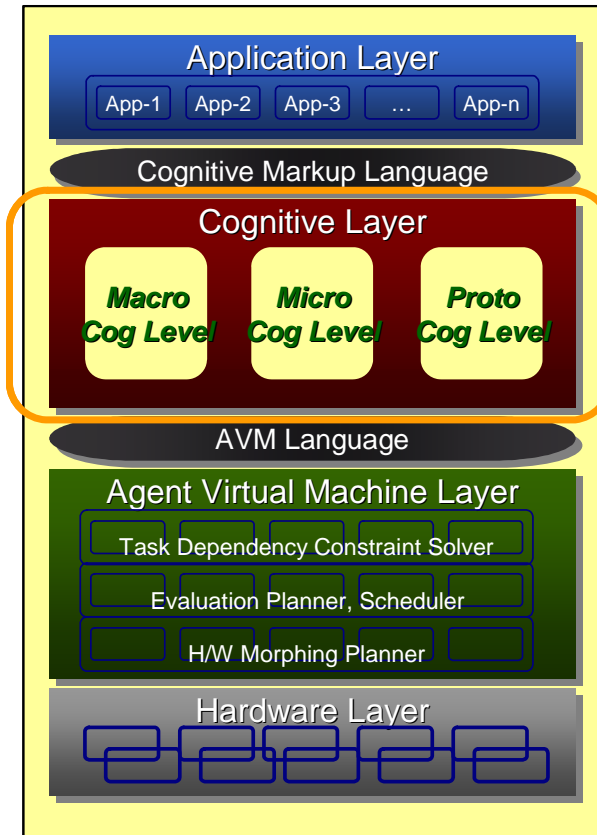 Application Layer
App-1 App-2 App-3 … App-n
Cognitive Markup Language
Cognitive Layer
Macro Micro Proto
Cog Level Cog Level Cog Level
AVM Language
Agent Virtual Machine Layer
Task Dependency Constraint Solver
Evaluation Planner, Scheduler
H/W Morphing Planner
Hardware Layer